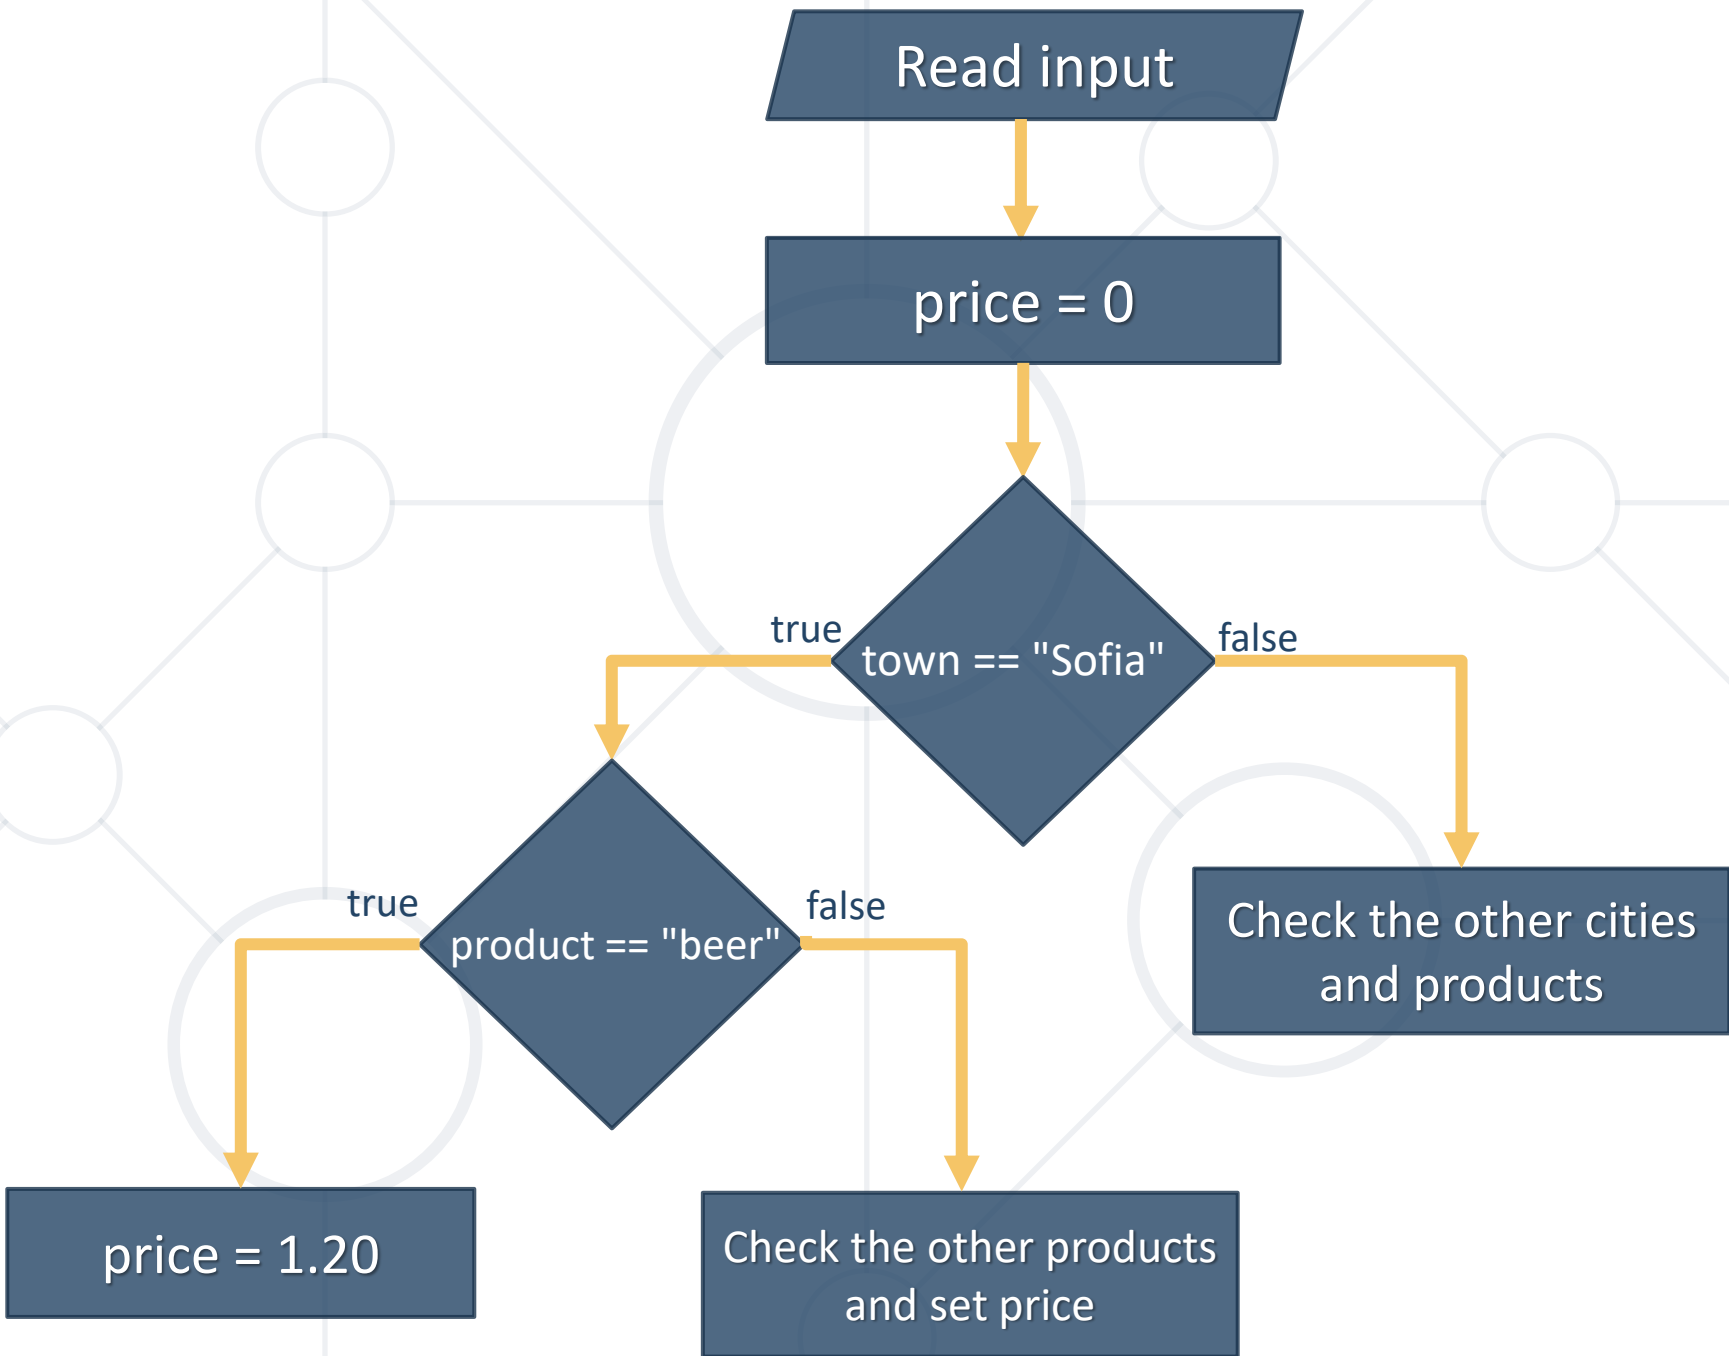 Read input
price = 0
true
false
town == "Sofia"
true
false
product == "beer"
Check the other cities
and products
price = 1.20
Check the other products
and set price